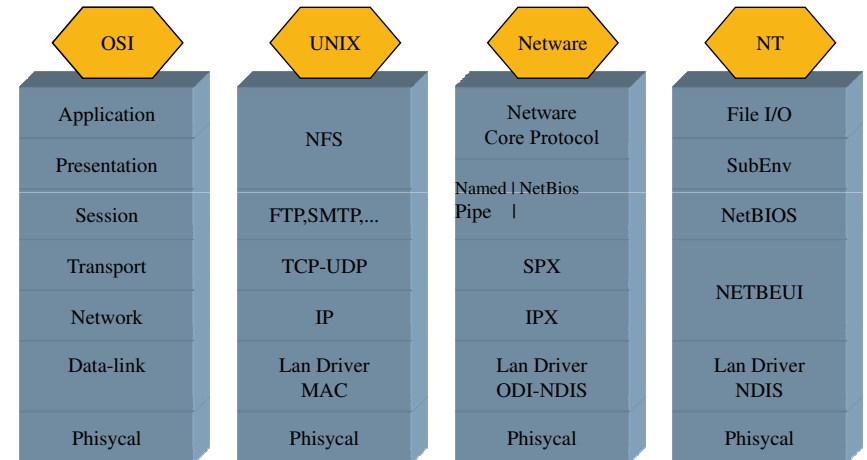 OSI
Application
Presentation
Session
Transport
Network
Data-link
Phisycal
UNIX
NFS
FTP,SMTP,...
TCP-UDP
IP
Lan Driver
MAC
Phisycal
Netware
Netware
Core Protocol
Named | NetBios
Pipe |
SPX
IPX
Lan Driver
ODI-NDIS
Phisycal
NT
File I/O
SubEnv
NetBIOS
NETBEUI
Lan Driver
NDIS
Phisycal